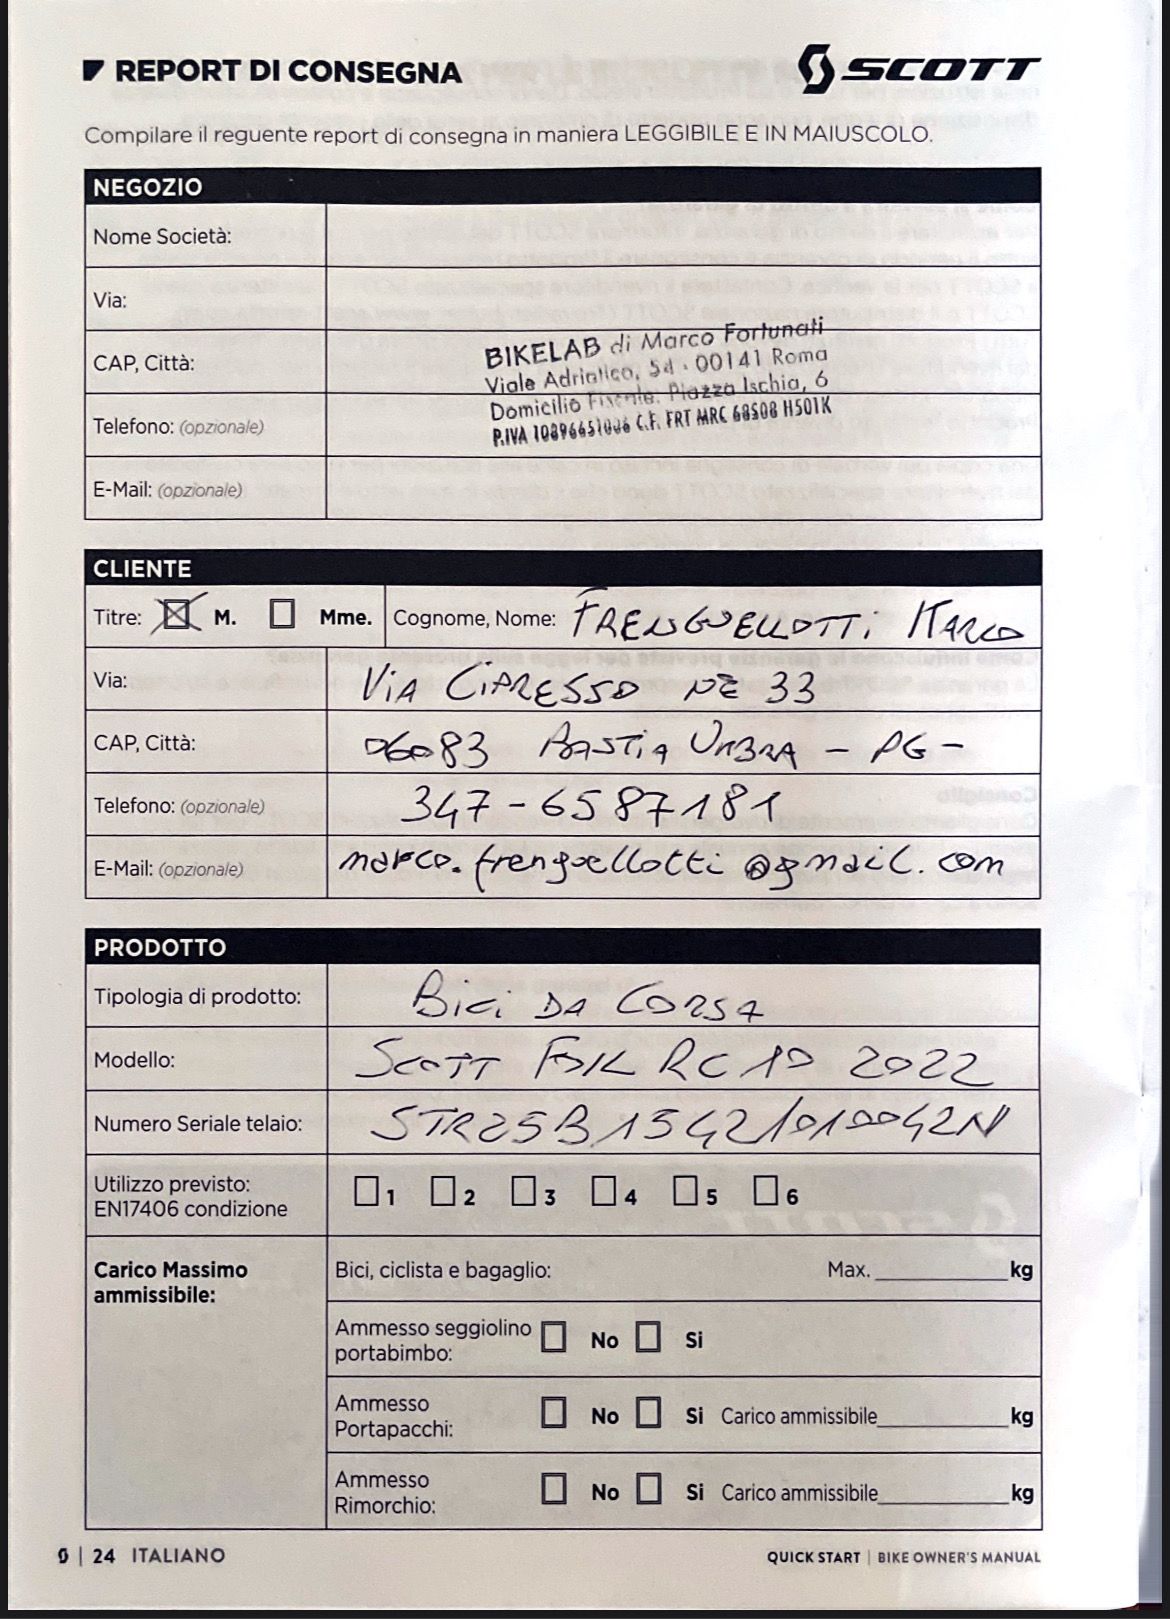 REPORT DI CONSEGNA
SCOTT
Compilare il reguente report di consegna in maniera LEGGIBILE E IN MAIUSCOLO.
NEGOZIO
Nome Società:
Via:
CAP, Città:
Telefono: (opzionale)
E-Mail: (opzionale)
BIKELAB di Marco Fortunati
Viale Adriatico, 54 - 00141 Roma
Domicilio Fiscale: Piazza Ischia, 6
P.IVA C.F. FRT MRC 68S08 H501K
CLIENTE
Titre: M. Mme. Cognome, Nome: FRENGUELLOTTi MARCO
Via: ViA CiPRESSO N° 33
CAP, Città: 06083 BASTiA UMBRA - PG -
Telefono: (opzionale) 347-6587181
E-Mail: (opzionale) marco.frenguellotti@gmail.com
PRODOTTO
Tipologia di prodotto: Bici DA CORSA
Modello: SCOTT FOIL RC 10 2022
Numero Seriale telaio: STR25B15421010042N
Utilizzo previsto:
EN17406 condizione
1 2 3 4 5 6
Carico Massimo
ammissibile:
Bici, ciclista e bagaglio: Max. kg
Ammesso seggiolino
portabimbo: No Si
Ammesso
Portapacchi: No Si Carico ammissibile kg
Ammesso
Rimorchio: No Si Carico ammissibile kg
24 ITALIANO
QUICK START | BIKE OWNER'S MANUAL